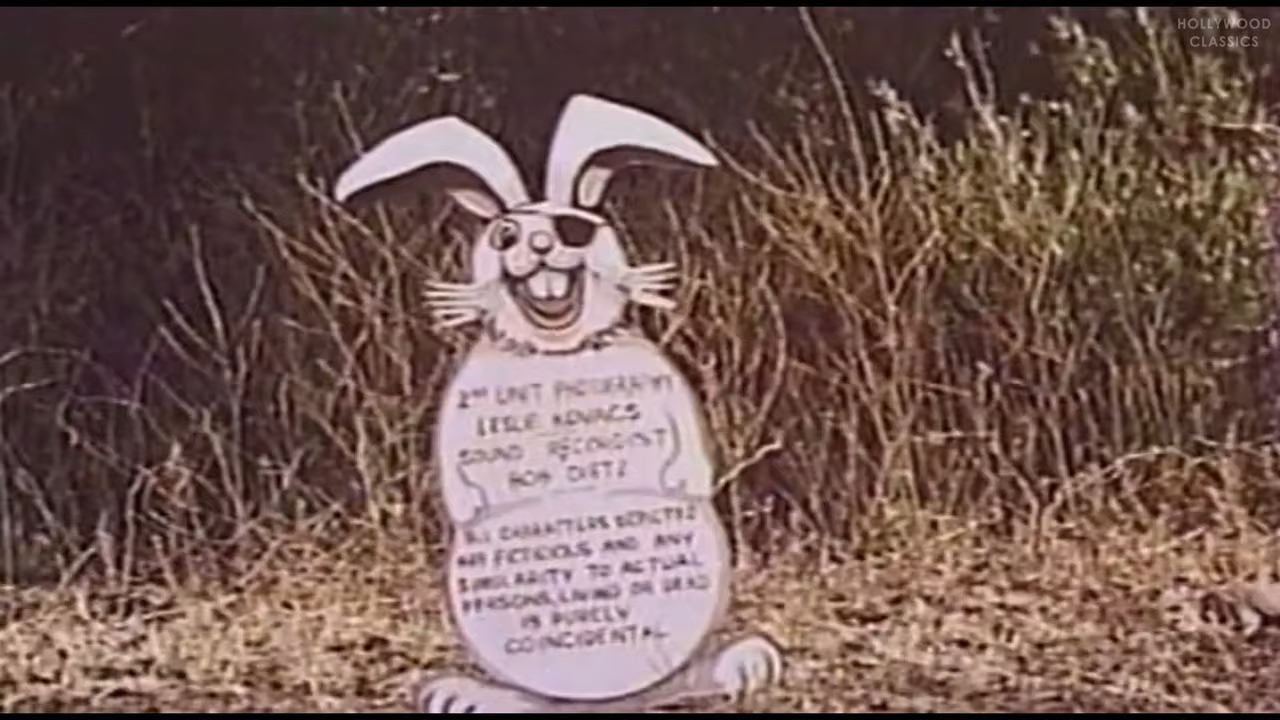 HOLLYWOOD
CLASSICS
2ND UNIT PHOTOGRAPHY
LESLIE KOVACS
SOUND RECORDIST
BOB DIETZ
ALL CHARACTERS DEPICTED
ARE FICTICIOUS AND ANY
SIMILARITY TO ACTUAL
PERSONS, LIVING OR DEAD
IS PURELY
COINCIDENTAL